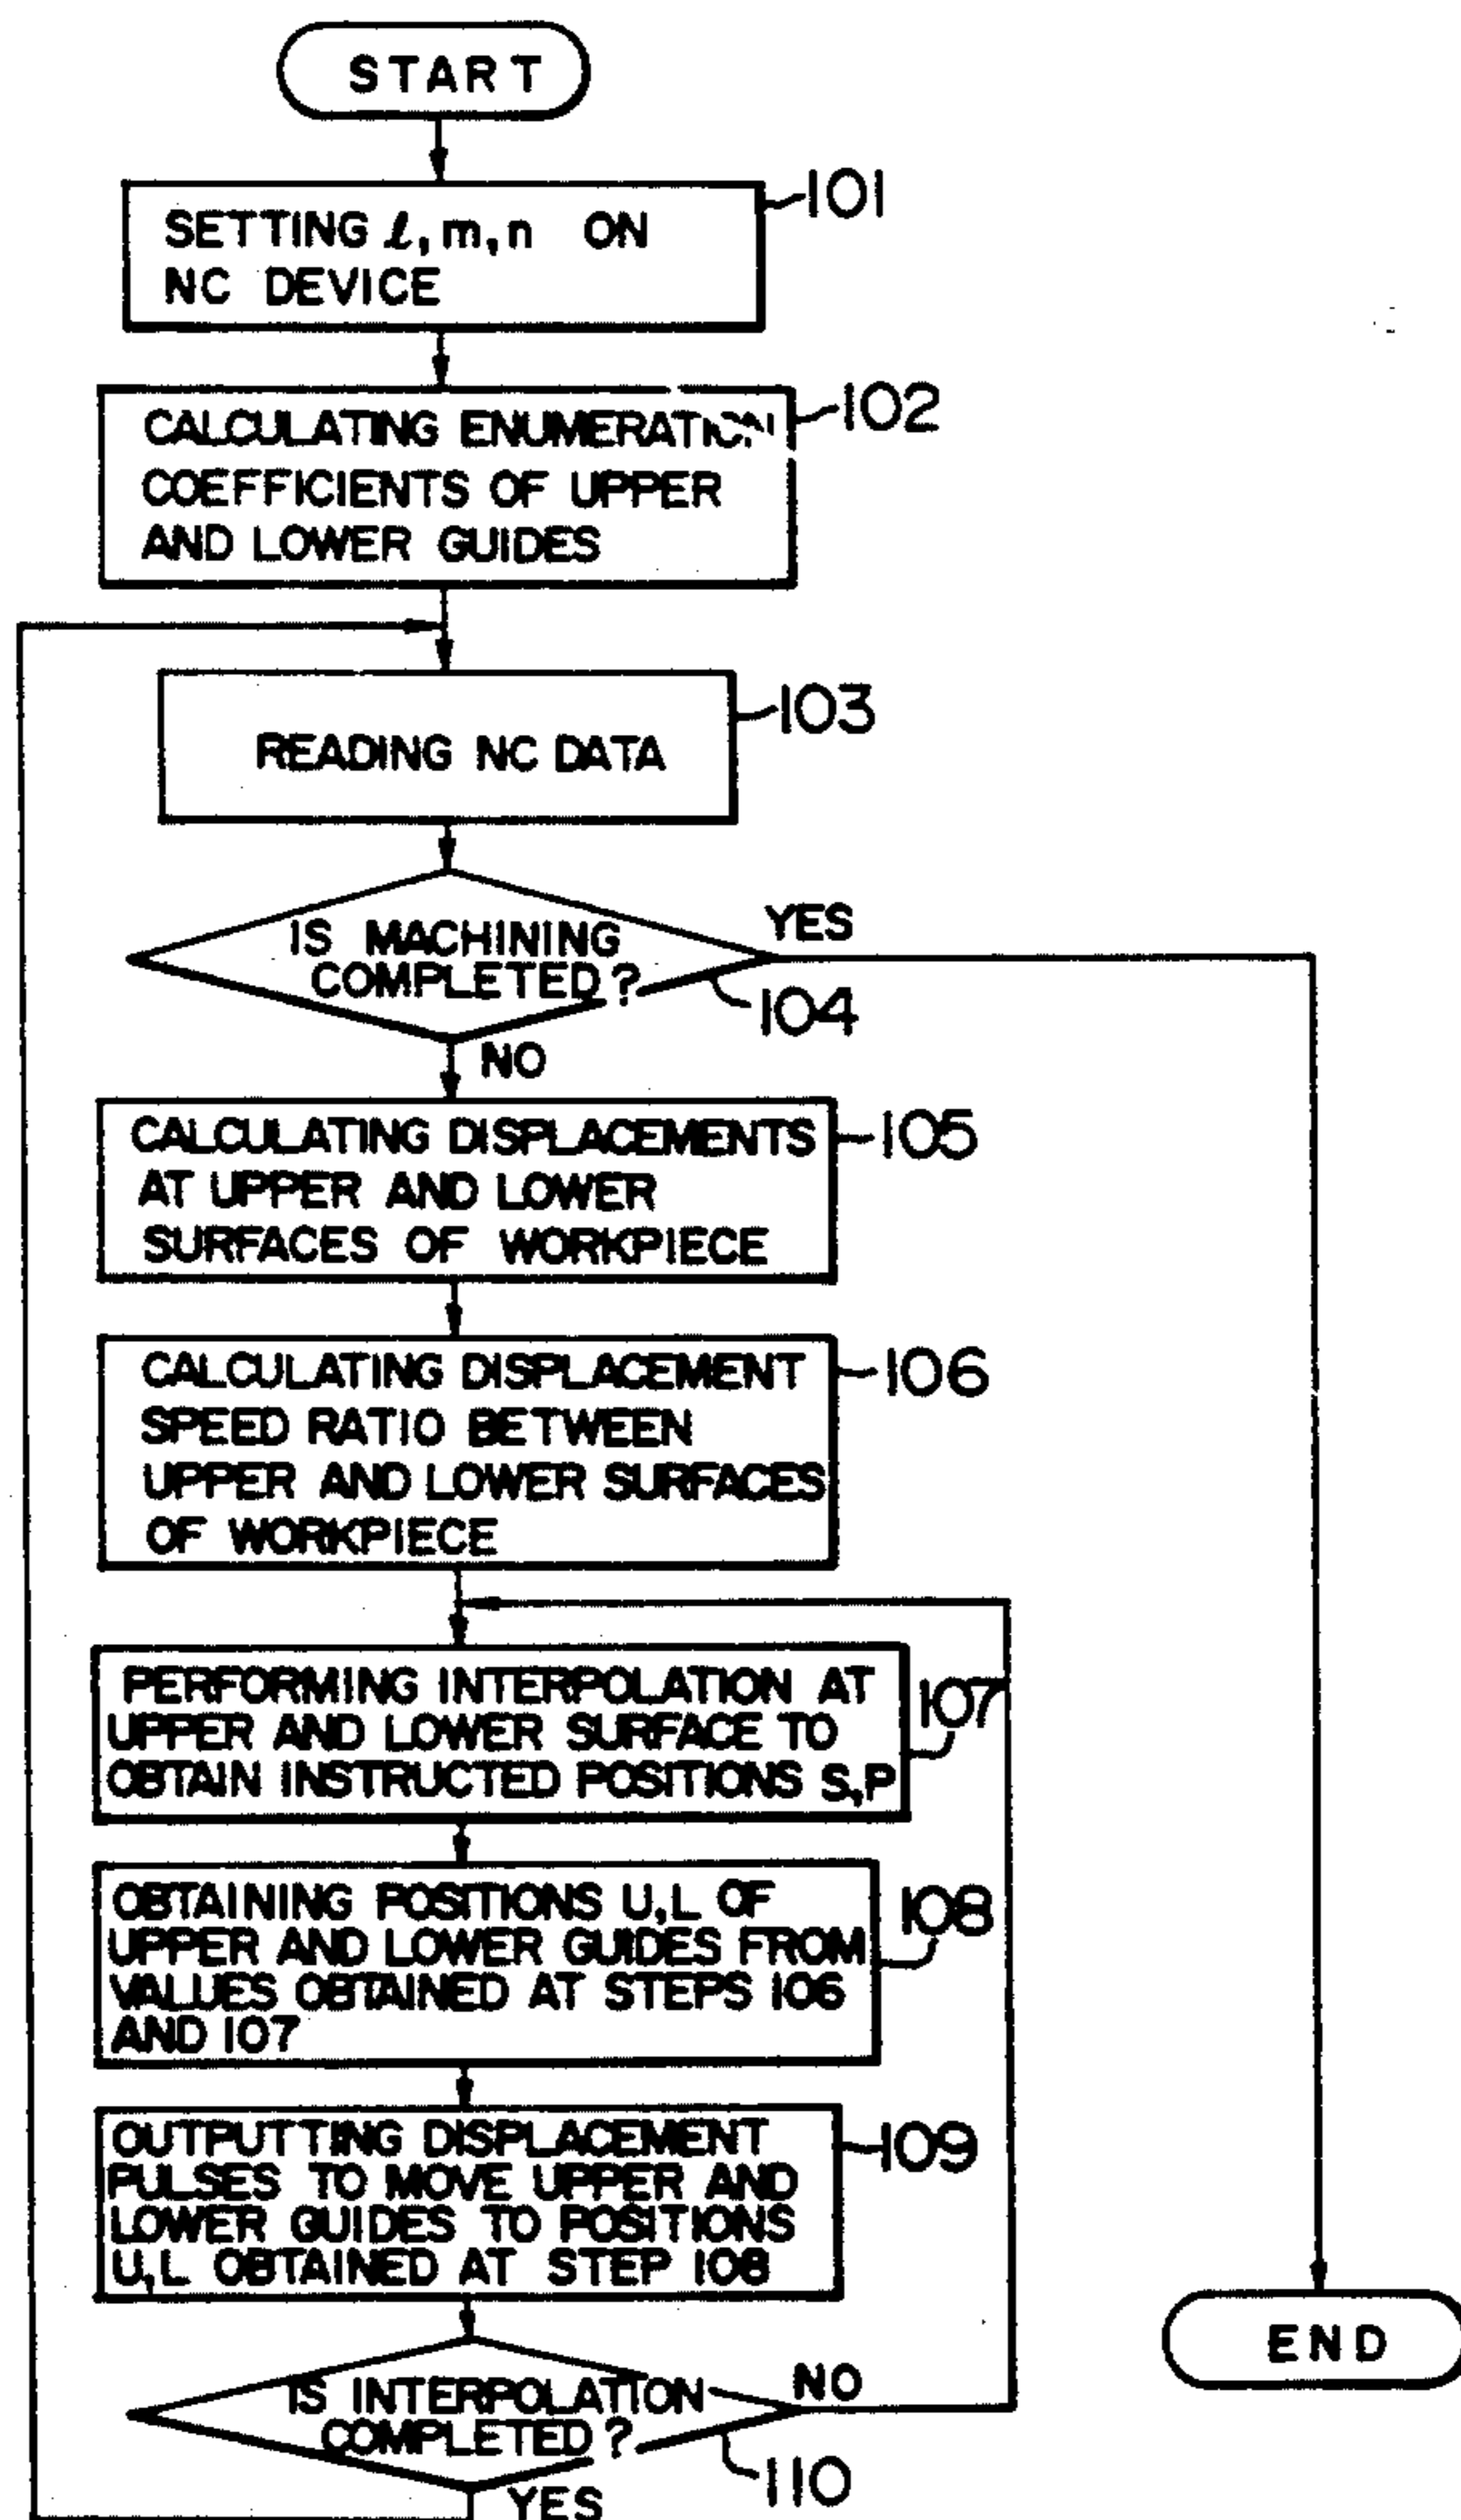 START
101
SETTING ℓ, m, n ON
NC DEVICE
102
CALCULATING ENUMERATION
COEFFICIENTS OF UPPER
AND LOWER GUIDES
103
READING NC DATA
IS MACHINING
COMPLETED?
YES
104
NO
CALCULATING DISPLACEMENTS
AT UPPER AND LOWER
SURFACES OF WORKPIECE
105
CALCULATING DISPLACEMENT
SPEED RATIO BETWEEN
UPPER AND LOWER SURFACES
OF WORKPIECE
106
PERFORMING INTERPOLATION AT
UPPER AND LOWER SURFACE TO
OBTAIN INSTRUCTED POSITIONS S,P
107
OBTAINING POSITIONS U,L OF
UPPER AND LOWER GUIDES FROM
VALUES OBTAINED AT STEPS 106
AND 107
108
OUTPUTTING DISPLACEMENT
PULSES TO MOVE UPPER AND
LOWER GUIDES TO POSITIONS
U,L OBTAINED AT STEP 108
109
IS INTERPOLATION
COMPLETED?
NO
110
YES
END